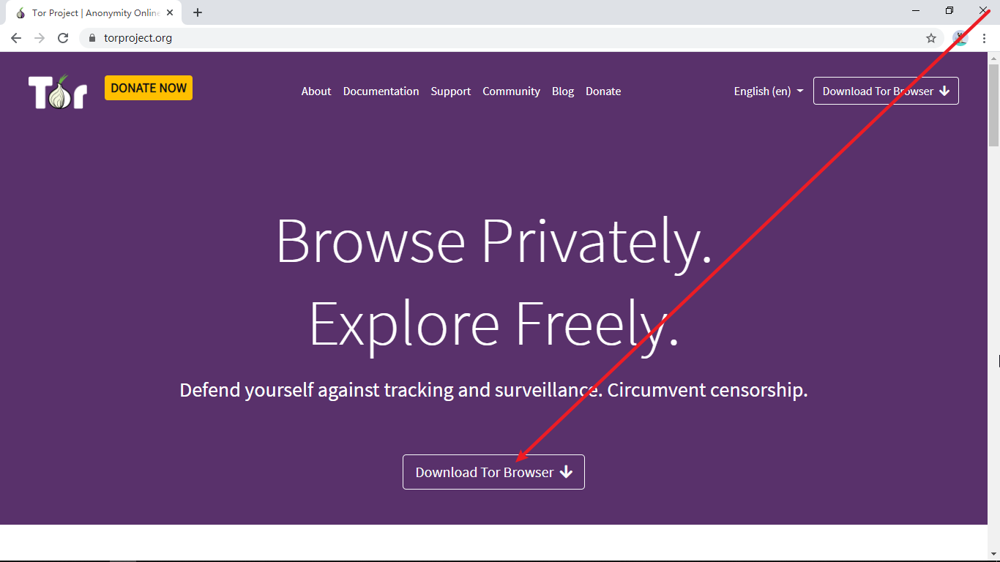 Tor Project | Anonymity Online
torproject.org
Tor
DONATE NOW
About Documentation Support Community Blog Donate
English (en)
Download Tor Browser
Browse Privately.
Explore Freely.
Defend yourself against tracking and surveillance. Circumvent censorship.
Download Tor Browser